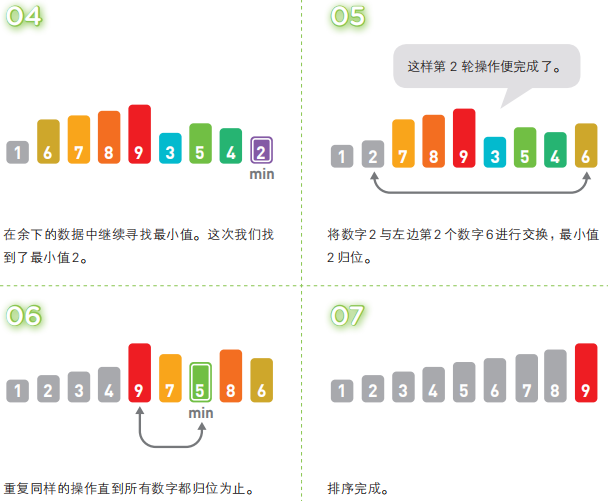 04
1 6 7 8 9 3 5 4 2
min
在余下的数据中继续寻找最小值。这次我们找
到了最小值2。
05
这样第 2 轮操作便完成了。
1 2 7 8 9 3 5 4 6
将数字2与左边第2个数字6进行交换，最小值
2归位。
06
1 2 3 4 9 7 5 8 6
min
重复同样的操作直到所有数字都归位为止。
07
1 2 3 4 5 6 7 8 9
排序完成。